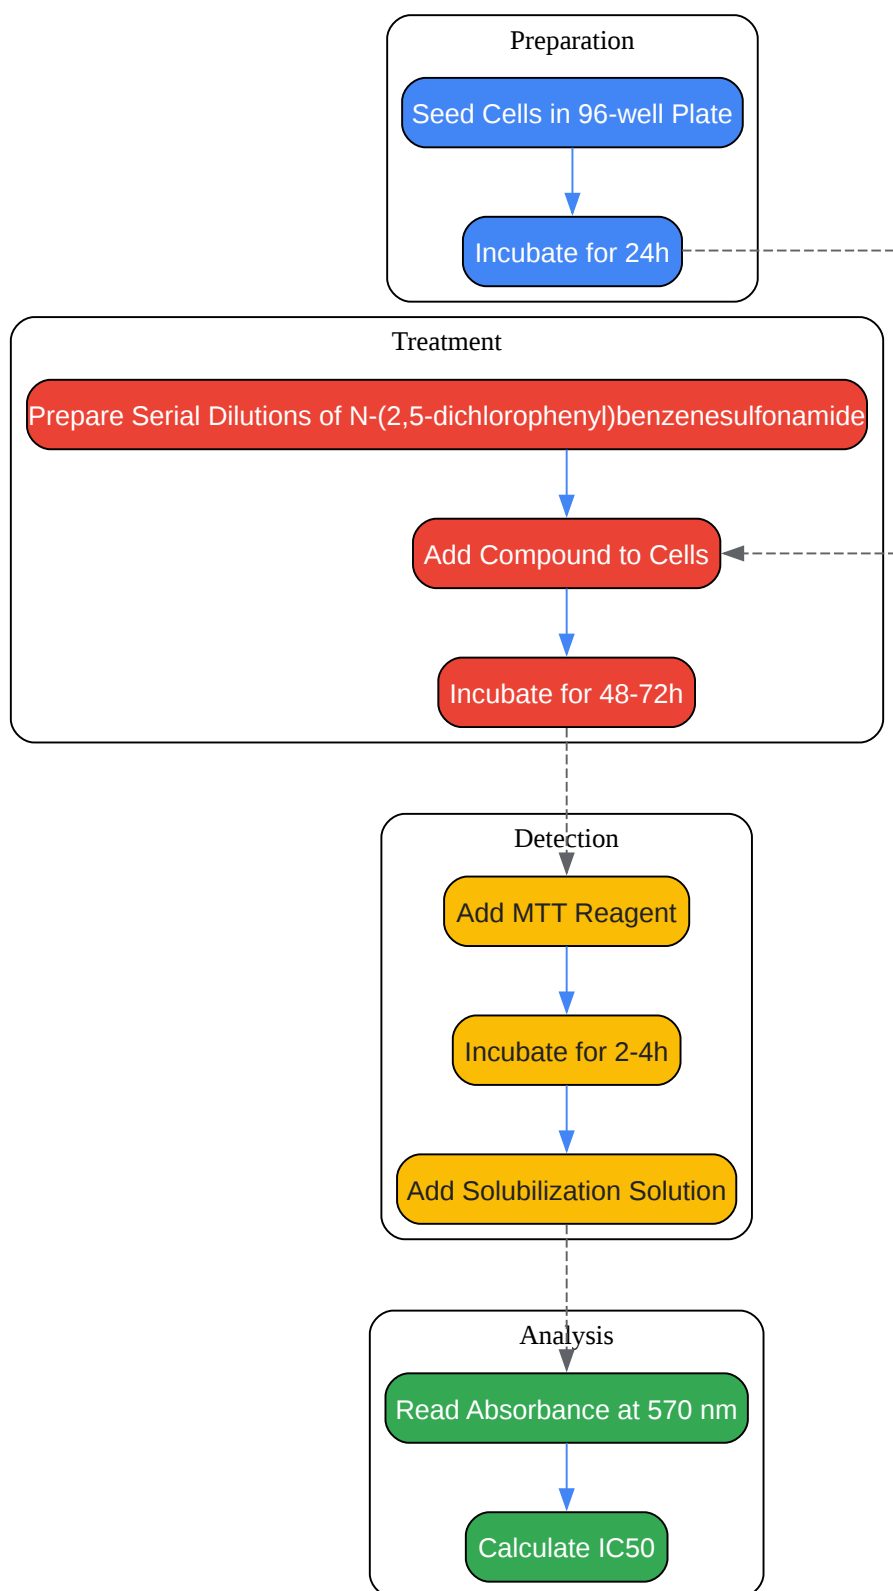 Preparation
Seed Cells in 96-well Plate
Incubate for 24h
Treatment
Prepare Serial Dilutions of N-(2,5-dichlorophenyl)benzenesulfonamide
Add Compound to Cells
Incubate for 48-72h
Detection
Add MTT Reagent
Incubate for 2-4h
Add Solubilization Solution
Analysis
Read Absorbance at 570 nm
Calculate IC50